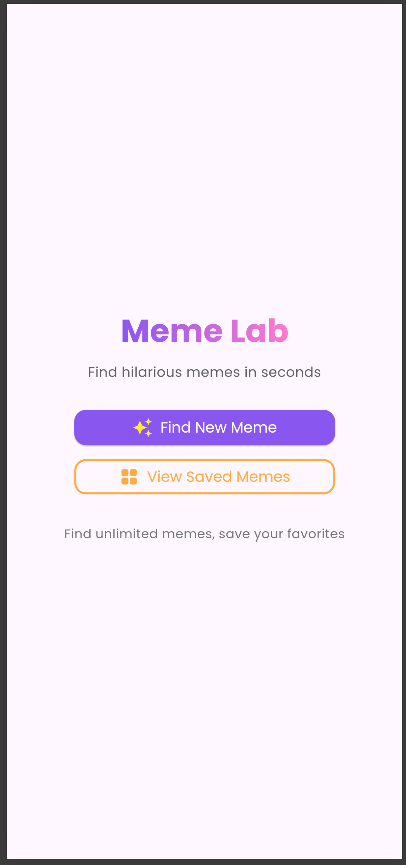 Meme Lab
Find hilarious memes in seconds
Find New Meme
View Saved Memes
Find unlimited memes, save your favorites